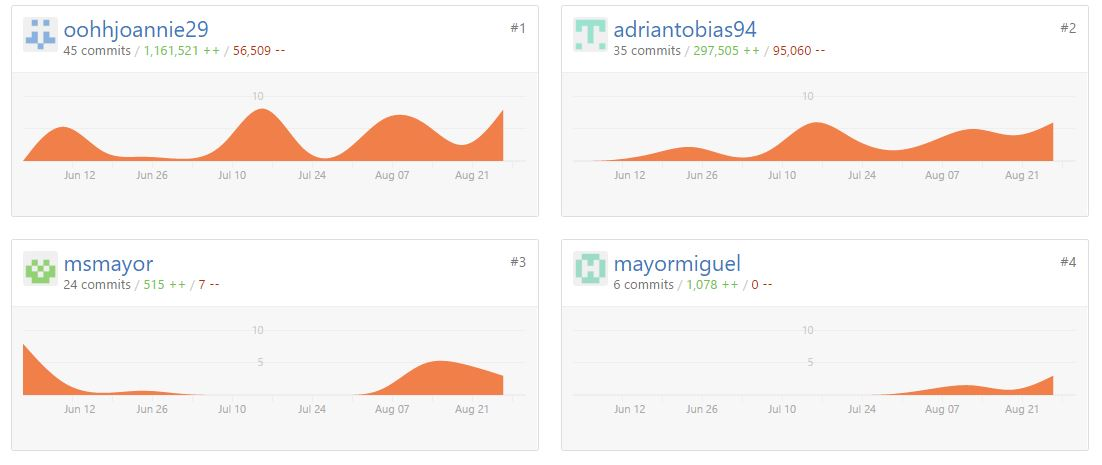 oohhjoannie29 #1
45 commits / 1,161,521 ++ / 56,509 --
10
Jun 12 Jun 26 Jul 10 Jul 24 Aug 07 Aug 21
adriantobias94 #2
35 commits / 297,505 ++ / 95,060 --
10
Jun 12 Jun 26 Jul 10 Jul 24 Aug 07 Aug 21
msmayor #3
24 commits / 515 ++ / 7 --
10
5
Jun 12 Jun 26 Jul 10 Jul 24 Aug 07 Aug 21
mayormiguel #4
6 commits / 1,078 ++ / 0 --
10
5
Jun 12 Jun 26 Jul 10 Jul 24 Aug 07 Aug 21